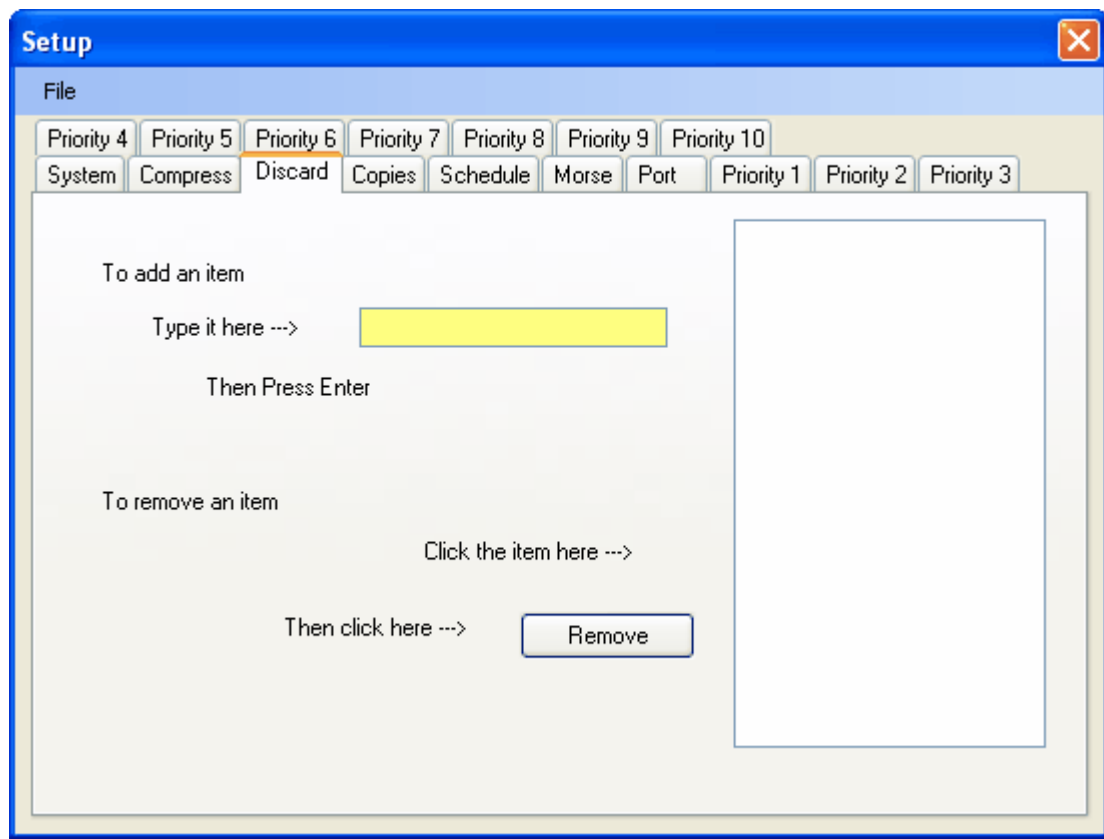 Setup
File
Priority 4 Priority 5 Priority 6 Priority 7 Priority 8 Priority 9 Priority 10
System Compress Discard Copies Schedule Morse Port Priority 1 Priority 2 Priority 3
To add an item
Type it here --->
Then Press Enter
To remove an item
Click the item here --->
Then click here --->
Remove